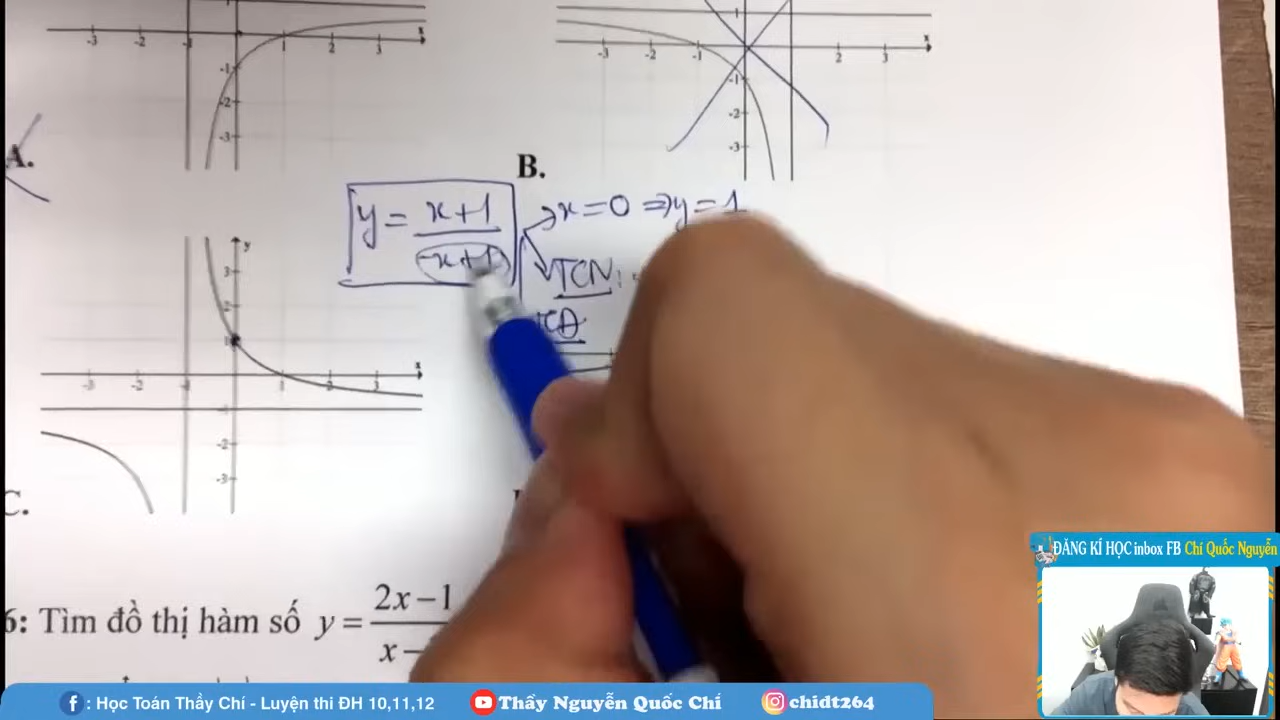 A.
B.
y = x+1 / -x+1
x = 0 ⇒ y = 1
TCN:
TCĐ
C.
6: Tìm đồ thị hàm số y = 2x−1 / x−
ĐĂNG KÍ HỌC inbox FB Chí Quốc Nguyễn
: Học Toán Thầy Chí - Luyện thi ĐH 10,11,12
Thầy Nguyễn Quốc Chí
chidt264